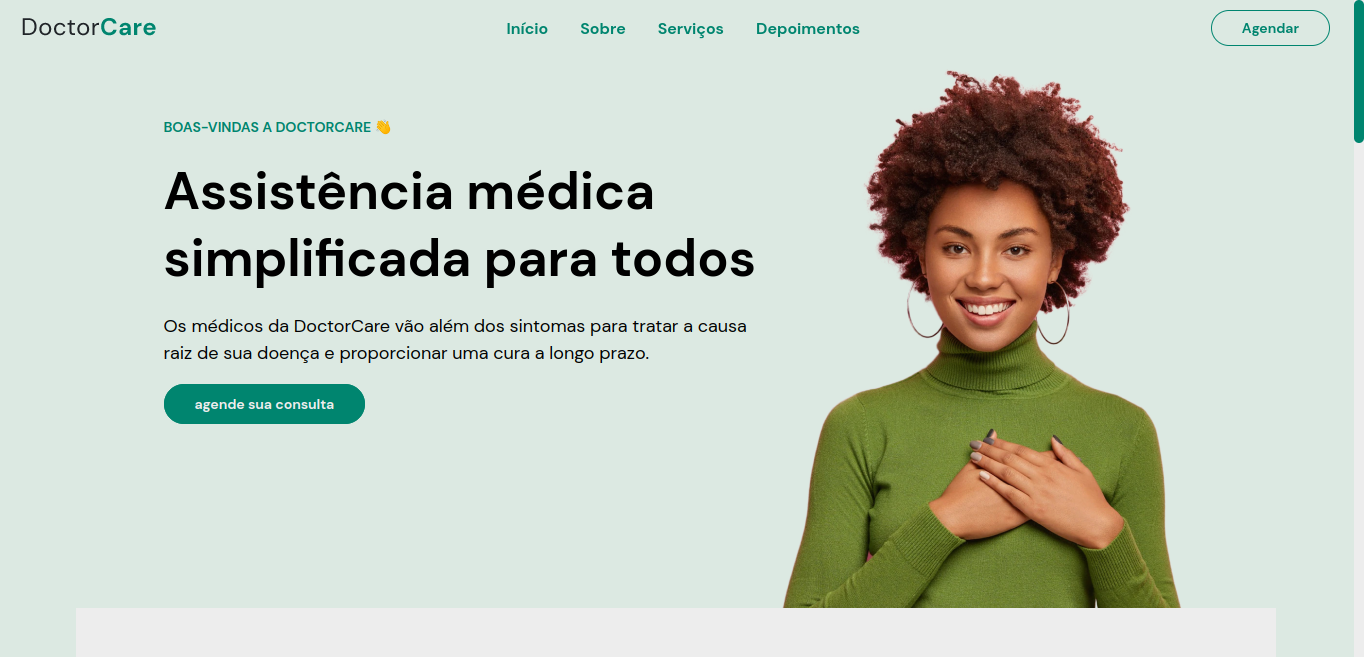 DoctorCare
Início
Sobre
Serviços
Depoimentos
Agendar
BOAS-VINDAS A DOCTORCARE 👋
Assistência médica
simplificada para todos
Os médicos da DoctorCare vão além dos sintomas para tratar a causa
raiz de sua doença e proporcionar uma cura a longo prazo.
agende sua consulta